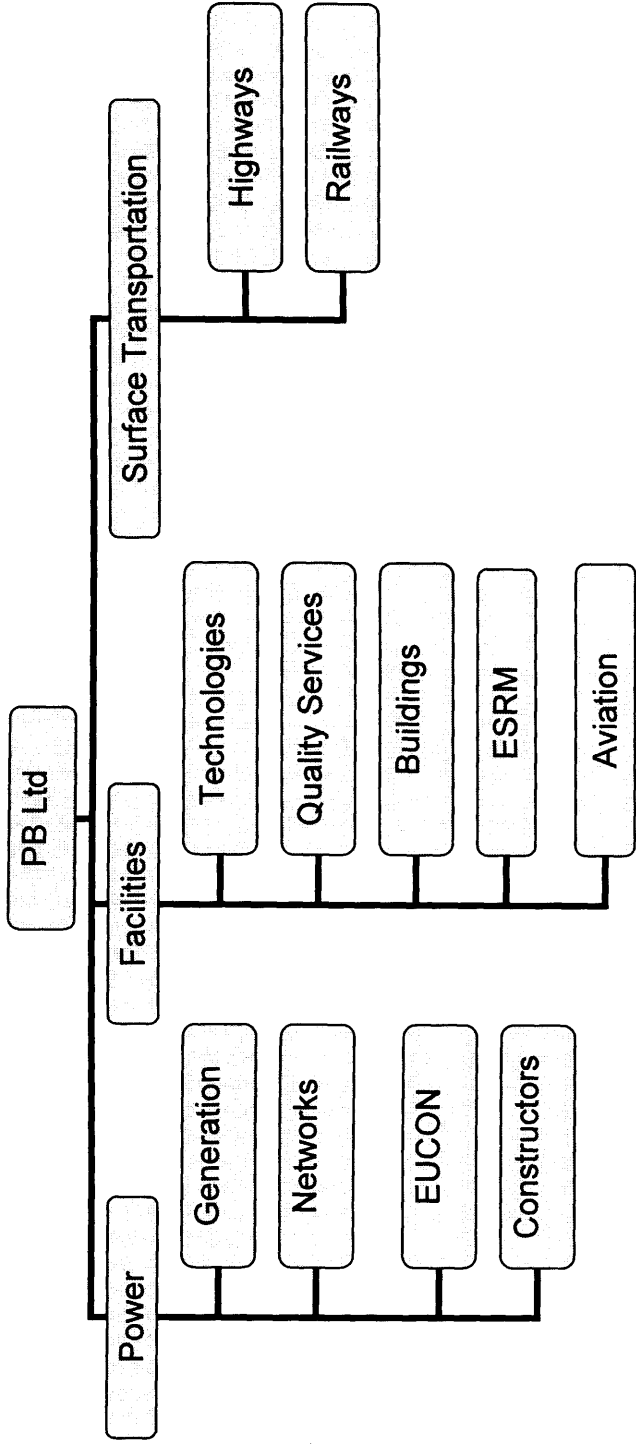 PB Ltd
Power
Generation
Networks
EUCON
Constructors
Facilities
Technologies
Quality Services
Buildings
ESRM
Aviation
Surface Transportation
Highways
Railways